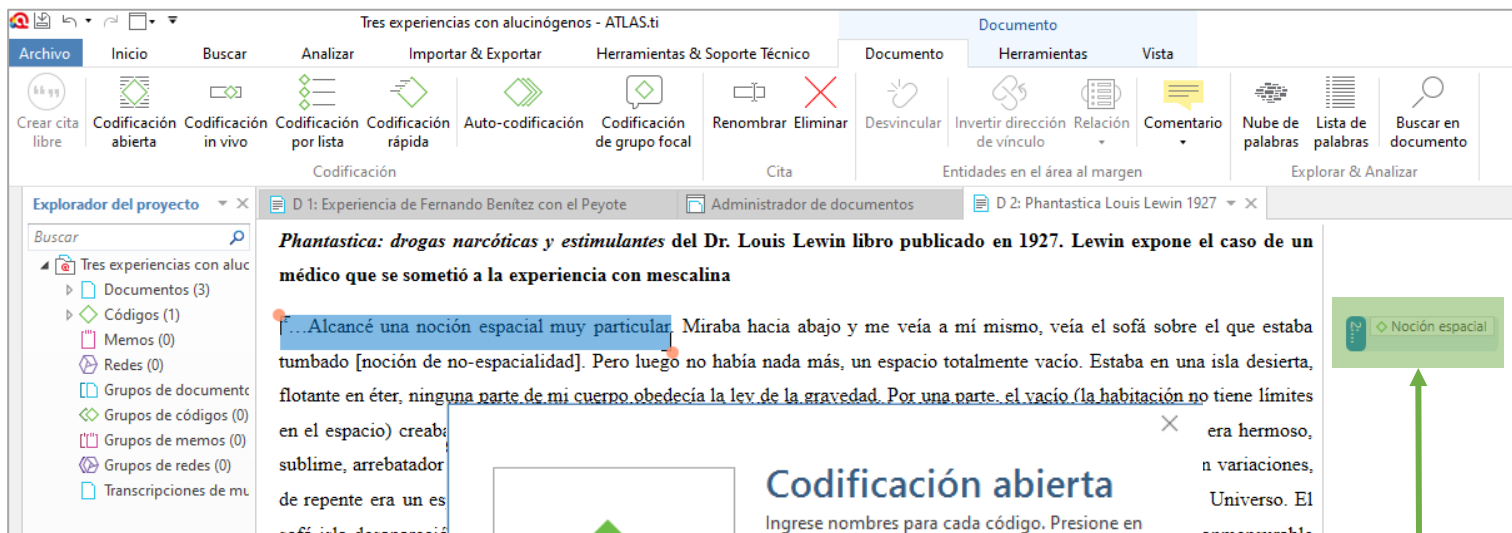 Tres experiencias con alucinógenos - ATLAS.ti
Documento
Archivo Inicio Buscar Analizar Importar & Exportar Herramientas & Soporte Técnico Documento Herramientas Vista
Crear cita libre
Codificación abierta
Codificación in vivo
Codificación por lista
Codificación rápida
Auto-codificación
Codificación de grupo focal
Renombrar
Eliminar
Desvincular
Invertir dirección de vínculo
Relación
Comentario
Nube de palabras
Lista de palabras
Buscar en documento
Codificación
Cita
Entidades en el área al margen
Explorar & Analizar
Explorador del proyecto
D 1: Experiencia de Fernando Benítez con el Peyote
Administrador de documentos
D 2: Phantastica Louis Lewin 1927
Buscar
Tres experiencias con aluc
Documentos (3)
Códigos (1)
Memos (0)
Redes (0)
Grupos de documentc
Grupos de códigos (0)
Grupos de memos (0)
Grupos de redes (0)
Transcripciones de mu
Phantastica: drogas narcóticas y estimulantes del Dr. Louis Lewin libro publicado en 1927. Lewin expone el caso de un
médico que se sometió a la experiencia con mescalina
"…Alcancé una noción espacial muy particular. Miraba hacia abajo y me veía a mí mismo, veía el sofá sobre el que estaba
tumbado [noción de no-espacialidad]. Pero luego no había nada más, un espacio totalmente vacío. Estaba en una isla desierta,
flotante en éter, ninguna parte de mi cuerpo obedecía la ley de la gravedad. Por una parte, el vacío (la habitación no tiene límites
en el espacio) creaba era hermoso,
sublime, arrebatador n variaciones,
de repente era un es Universo. El
2:...
Noción espacial
Codificación abierta
Ingrese nombres para cada código. Presione en